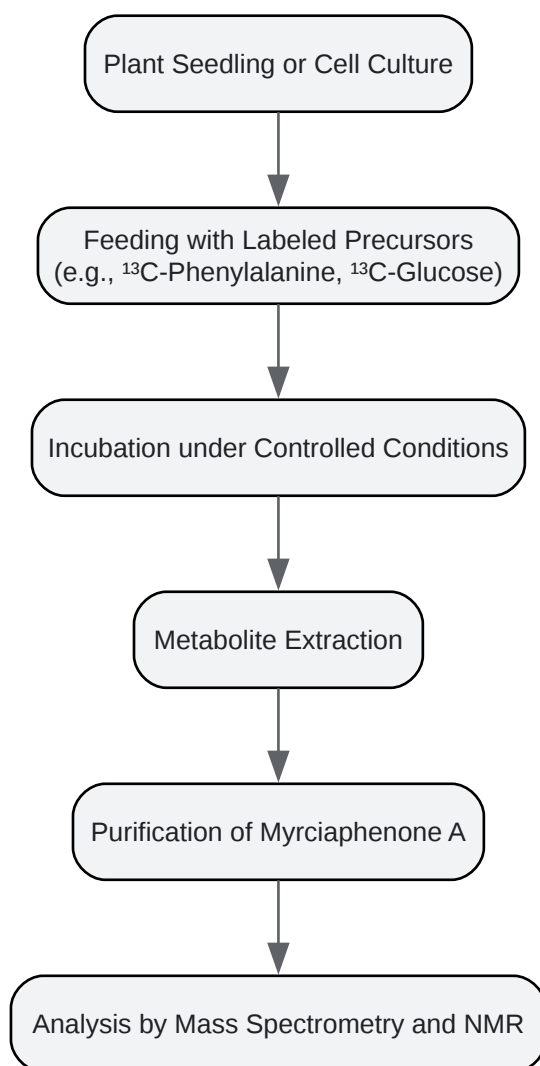 Plant Seedling or Cell Culture
Feeding with Labeled Precursors
(e.g., ¹³C-Phenylalanine, ¹³C-Glucose)
Incubation under Controlled Conditions
Metabolite Extraction
Purification of Myrciaphenone A
Analysis by Mass Spectrometry and NMR